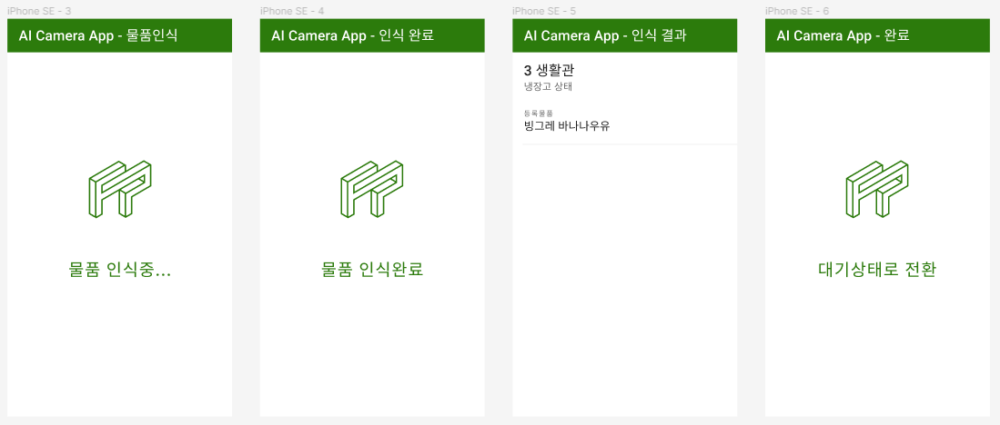 iPhone SE - 3
AI Camera App - 물품인식
물품 인식중...
iPhone SE - 4
AI Camera App - 인식 완료
물품 인식완료
iPhone SE - 5
AI Camera App - 인식 결과
3 생활관
냉장고 상태
등록물품
빙그레 바나나우유
iPhone SE - 6
AI Camera App - 완료
대기상태로 전환